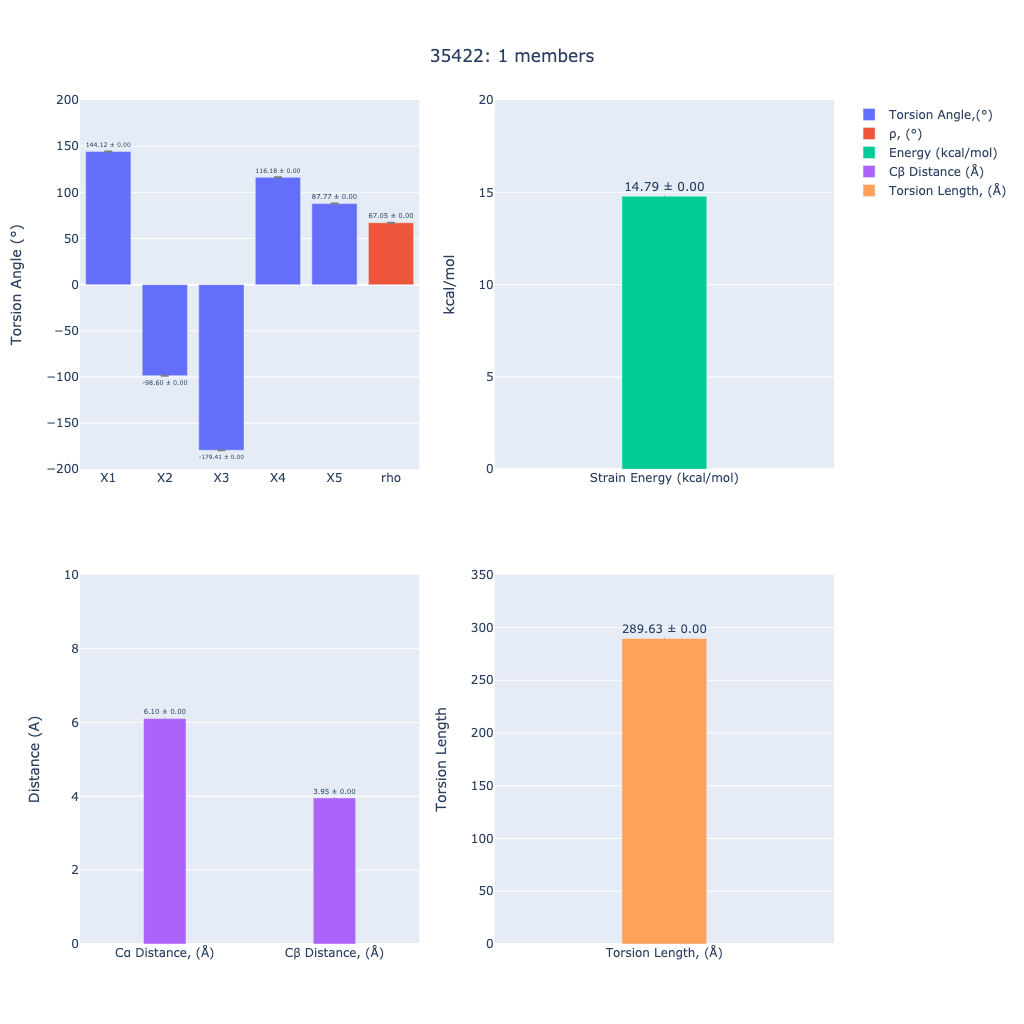 35422: 1 members
Torsion Angle (°)
200
150
100
50
0
−50
−100
−150
−200
144.12 ± 0.00
-98.60 ± 0.00
-179.41 ± 0.00
116.18 ± 0.00
87.77 ± 0.00
67.05 ± 0.00
X1 X2 X3 X4 X5 rho
kcal/mol
20
15
10
5
0
14.79 ± 0.00
Strain Energy (kcal/mol)
Torsion Angle,(°)
ρ, (°)
Energy (kcal/mol)
Cβ Distance (Å)
Torsion Length, (Å)
Distance (A)
10
8
6
4
2
0
6.10 ± 0.00
3.95 ± 0.00
Cα Distance, (Å) Cβ Distance, (Å)
Torsion Length
350
300
250
200
150
100
50
0
289.63 ± 0.00
Torsion Length, (Å)